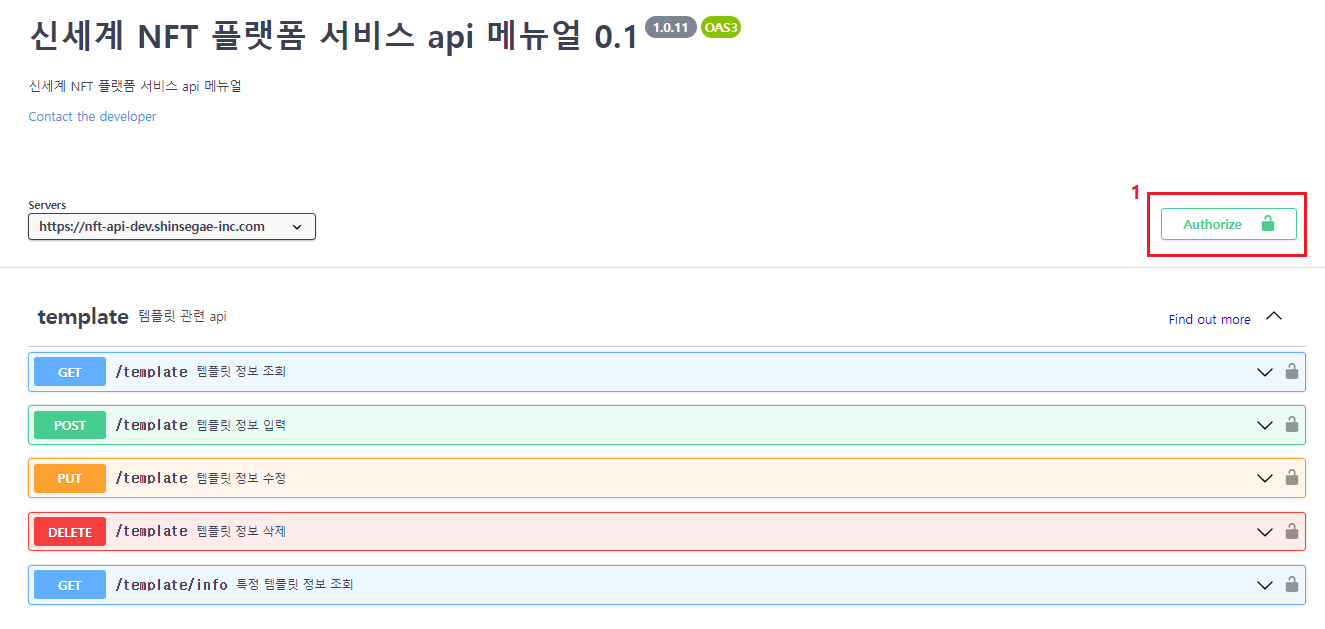 신세계 NFT 플랫폼 서비스 api 메뉴얼 0.1 1.0.11 OAS3
신세계 NFT 플랫폼 서비스 api 메뉴얼
Contact the developer
Servers
https://nft-api-dev.shinsegae-inc.com
1
Authorize
template 템플릿 관련 api
Find out more
GET /template 템플릿 정보 조회
POST /template 템플릿 정보 입력
PUT /template 템플릿 정보 수정
DELETE /template 템플릿 정보 삭제
GET /template/info 특정 템플릿 정보 조회